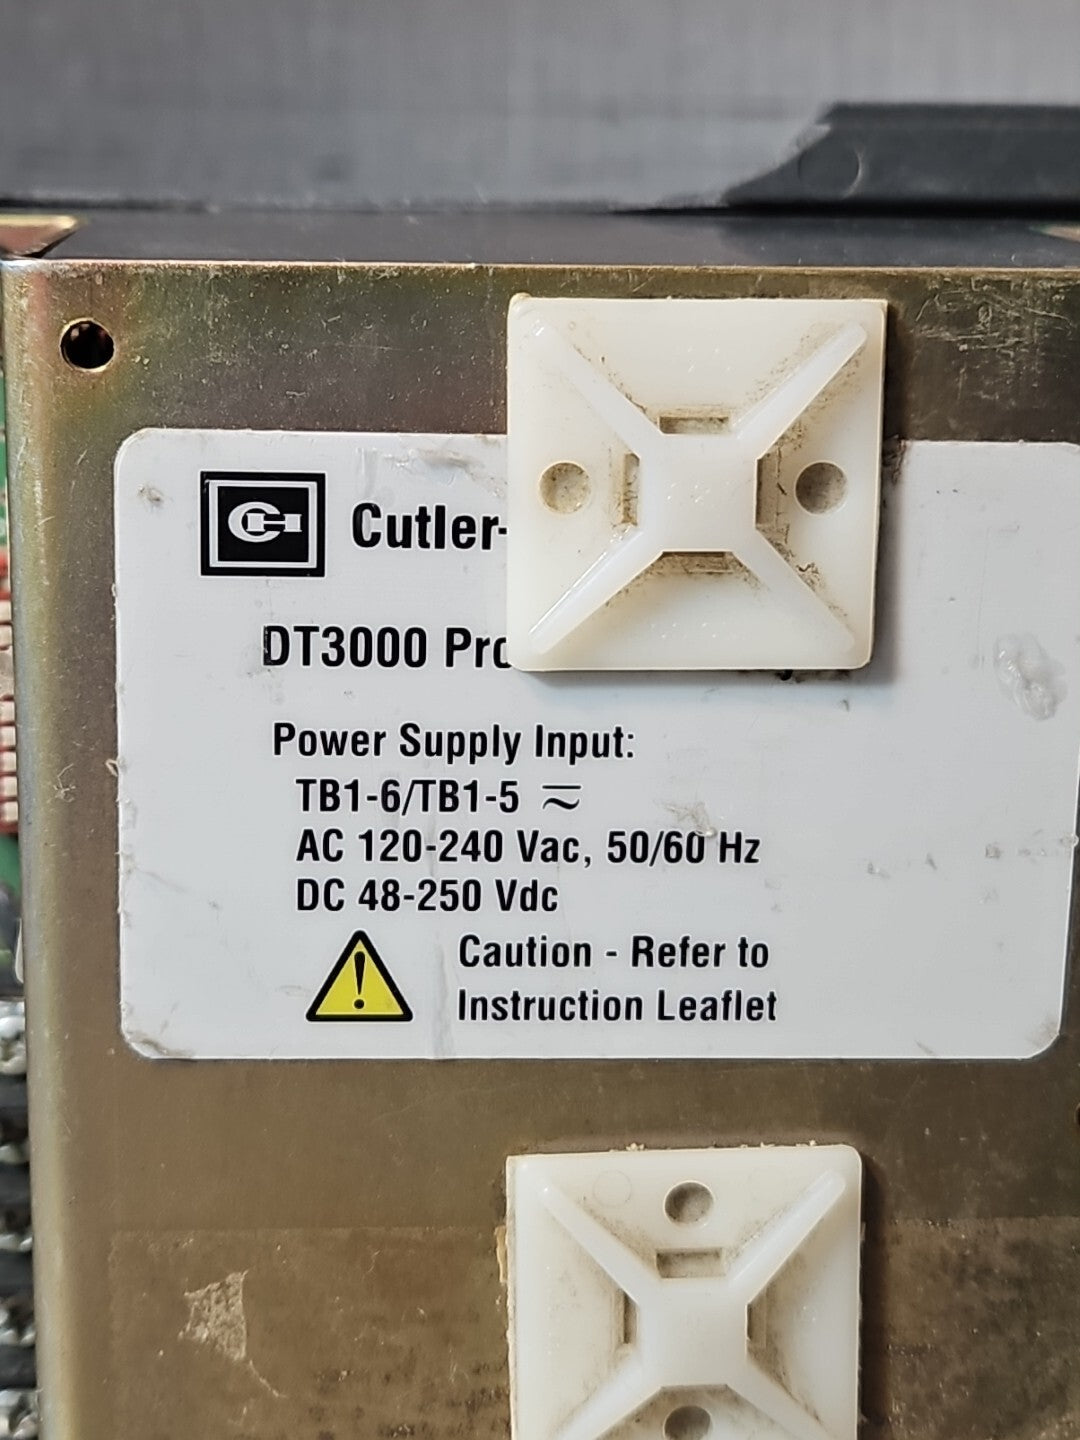 Cutler-
DT3000 Pro
Power Supply Input:
TB1-6/TB1-5 ⎓
AC 120-240 Vac, 50/60 Hz
DC 48-250 Vdc
Caution - Refer to
Instruction Leaflet